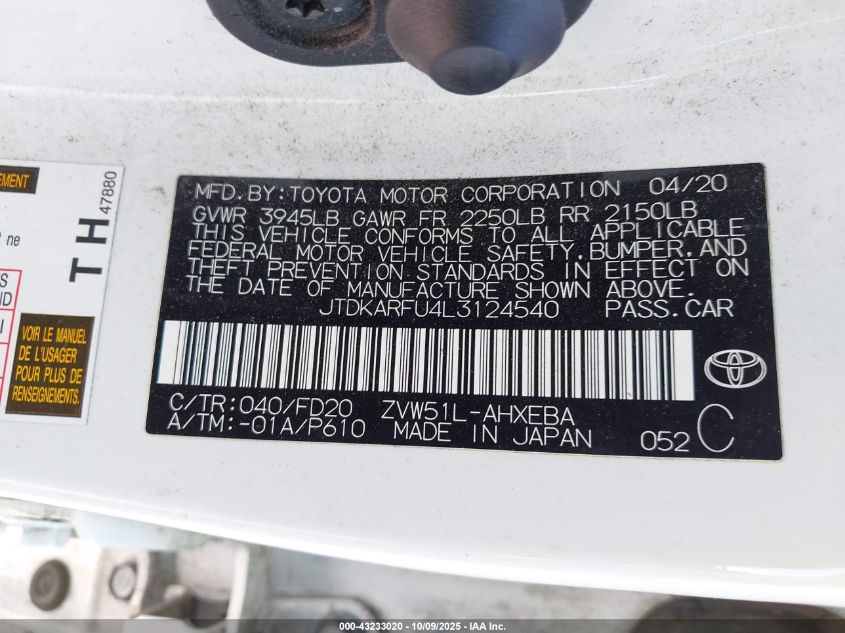 EMENT
t ne
S
ND
I
TH
47880
VOIR LE MANUEL
DE L'USAGER
POUR PLUS DE
RENSEIGNEMENTS.
MFD. BY: TOYOTA MOTOR CORPORATION 04/20
GVWR 3945LB GAWR FR 2250LB RR 2150LB
THIS VEHICLE CONFORMS TO ALL APPLICABLE
FEDERAL MOTOR VEHICLE SAFETY, BUMPER, AND
THEFT PREVENTION STANDARDS IN EFFECT ON
THE DATE OF MANUFACTURE SHOWN ABOVE.
JTDKARFU4L3124540 PASS. CAR
C/TR: 040/FD20 ZVW51L-AHXEBA
A/TM: -01A/P610 MADE IN JAPAN 052 C
000-43233020 - 10/09/2025 - IAA Inc.